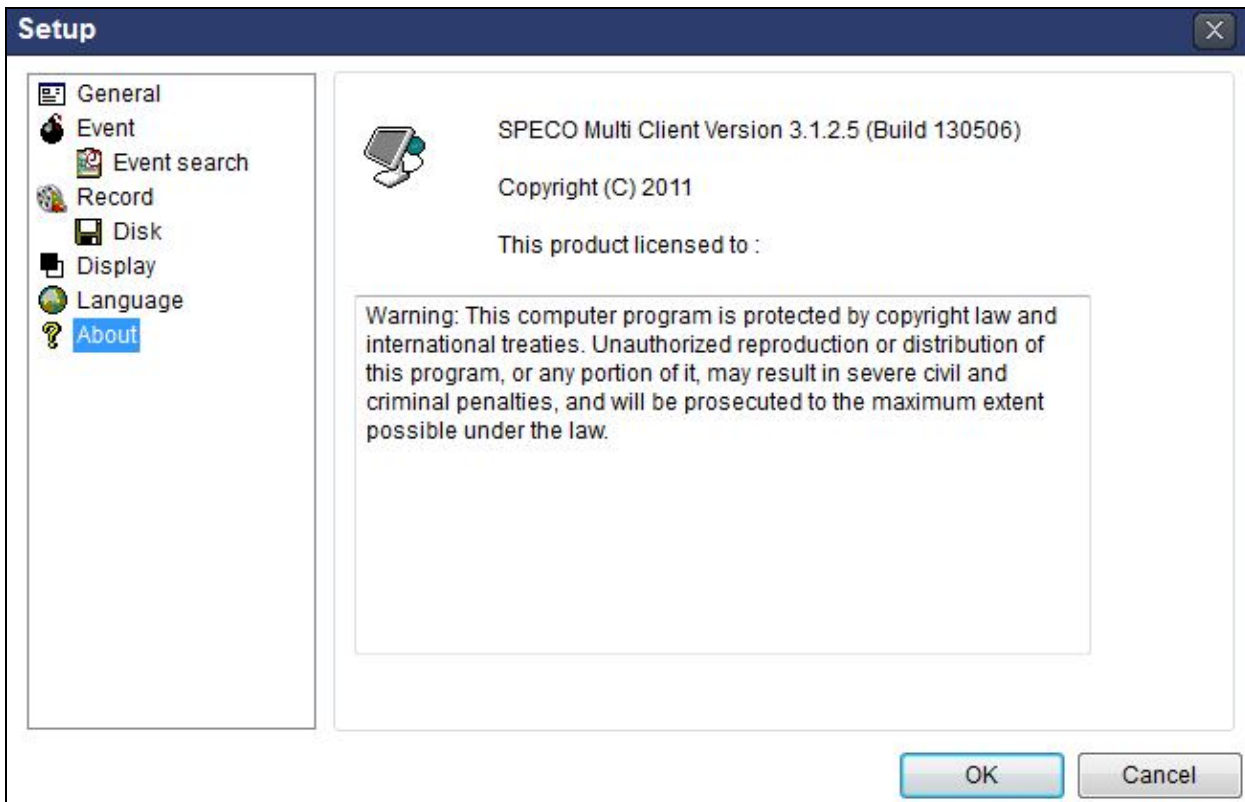 Setup
General
Event
Event search
Record
Disk
Display
Language
About
SPECO Multi Client Version 3.1.2.5 (Build 130506)
Copyright (C) 2011
This product licensed to :
Warning: This computer program is protected by copyright law and
international treaties. Unauthorized reproduction or distribution of
this program, or any portion of it, may result in severe civil and
criminal penalties, and will be prosecuted to the maximum extent
possible under the law.
OK
Cancel